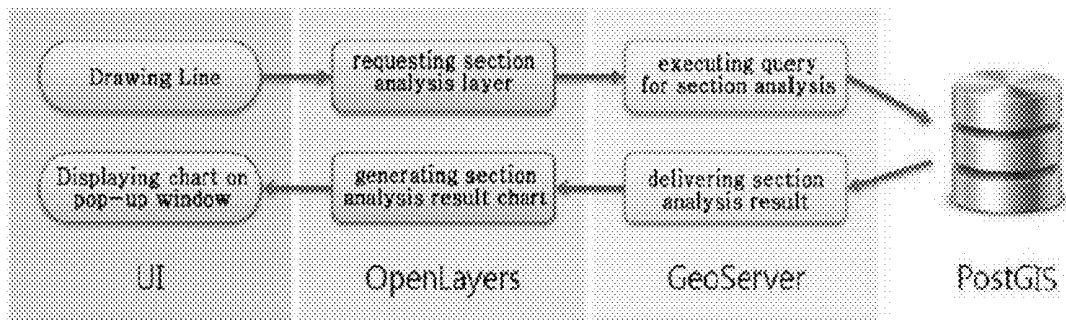 Drawing Line
requesting section
analysis layer
executing query
for section analysis
Displaying chart on
pop-up window
generating section
analysis result chart
delivering section
analysis result
UI
OpenLayers
GeoServer
PostGIS